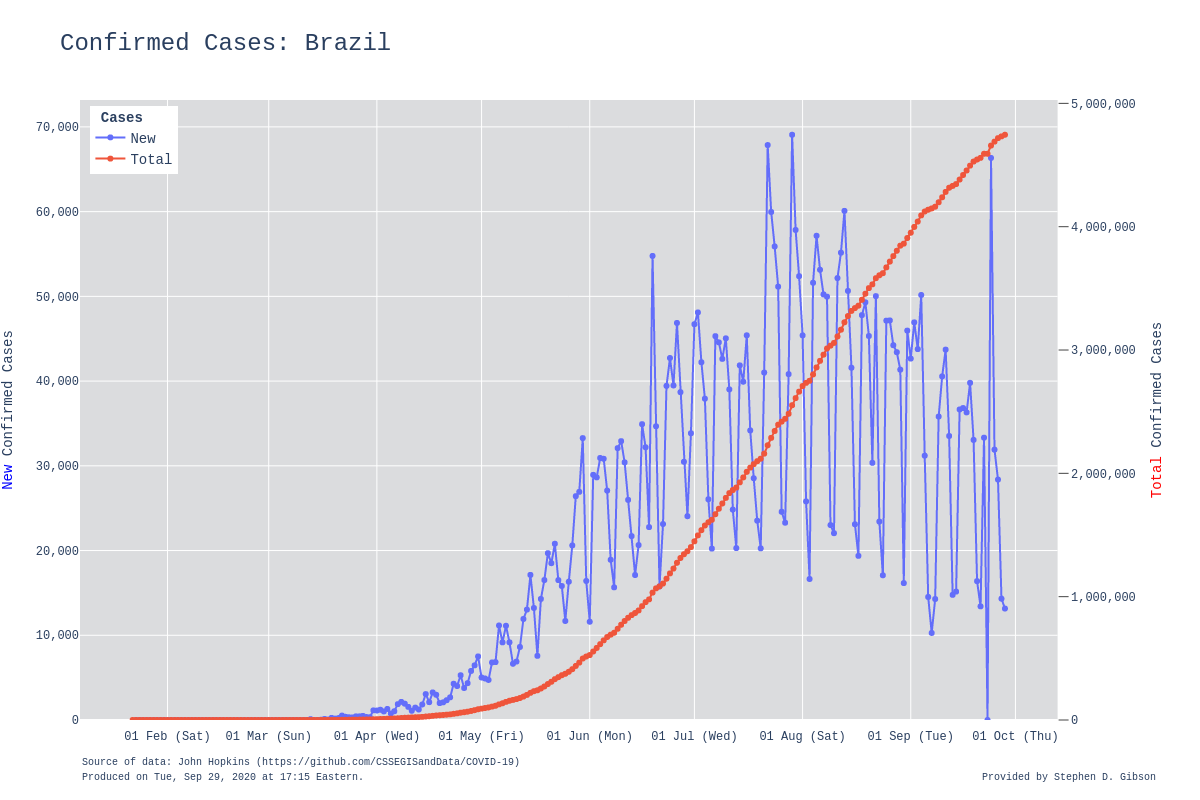 Confirmed Cases: Brazil
Cases
New
Total
70,000
60,000
50,000
40,000
30,000
20,000
10,000
0
New Confirmed Cases
5,000,000
4,000,000
3,000,000
2,000,000
1,000,000
0
Total Confirmed Cases
01 Feb (Sat) 01 Mar (Sun) 01 Apr (Wed) 01 May (Fri) 01 Jun (Mon) 01 Jul (Wed) 01 Aug (Sat) 01 Sep (Tue) 01 Oct (Thu)
Source of data: John Hopkins (https://github.com/CSSEGISandData/COVID-19)
Produced on Tue, Sep 29, 2020 at 17:15 Eastern.
Provided by Stephen D. Gibson